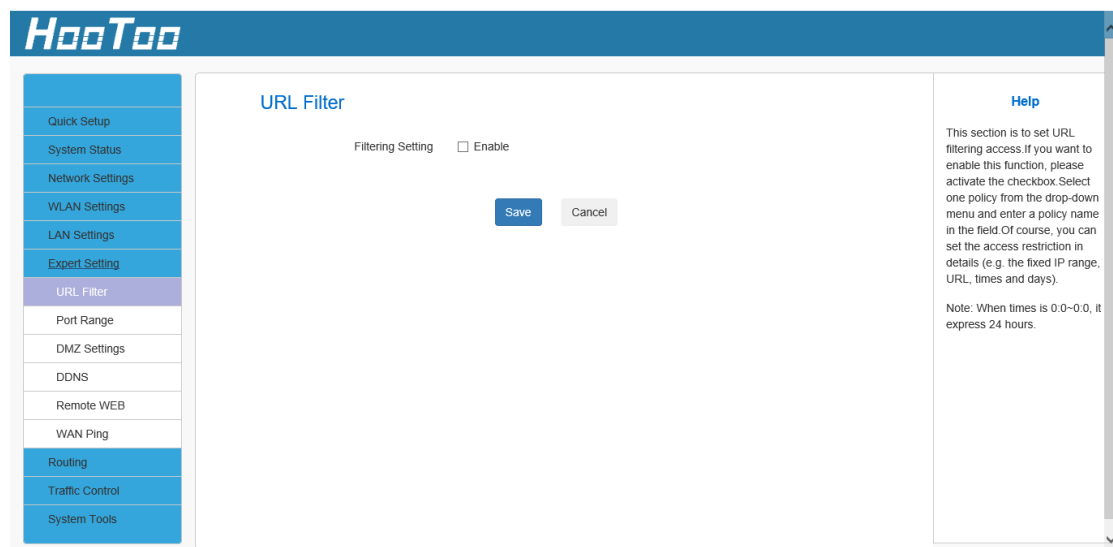 HooToo
Quick Setup
System Status
Network Settings
WLAN Settings
LAN Settings
Expert Setting
URL Filter
Port Range
DMZ Settings
DDNS
Remote WEB
WAN Ping
Routing
Traffic Control
System Tools
URL Filter
Filtering Setting Enable
Save Cancel
Help
This section is to set URL
filtering access.If you want to
enable this function, please
activate the checkbox.Select
one policy from the drop-down
menu and enter a policy name
in the field.Of course, you can
set the access restriction in
details (e.g. the fixed IP range,
URL, times and days).
Note: When times is 0:0~0:0, it
express 24 hours.